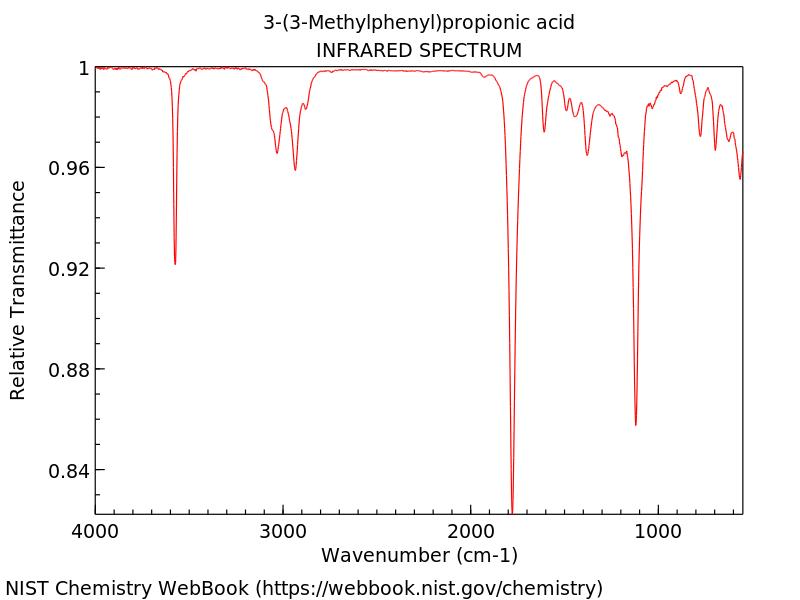 3-(3-Methylphenyl)propionic acid
INFRARED SPECTRUM
1
0.96
0.92
0.88
0.84
Relative Transmittance
4000 3000 2000 1000
Wavenumber (cm-1)
NIST Chemistry WebBook (https://webbook.nist.gov/chemistry)